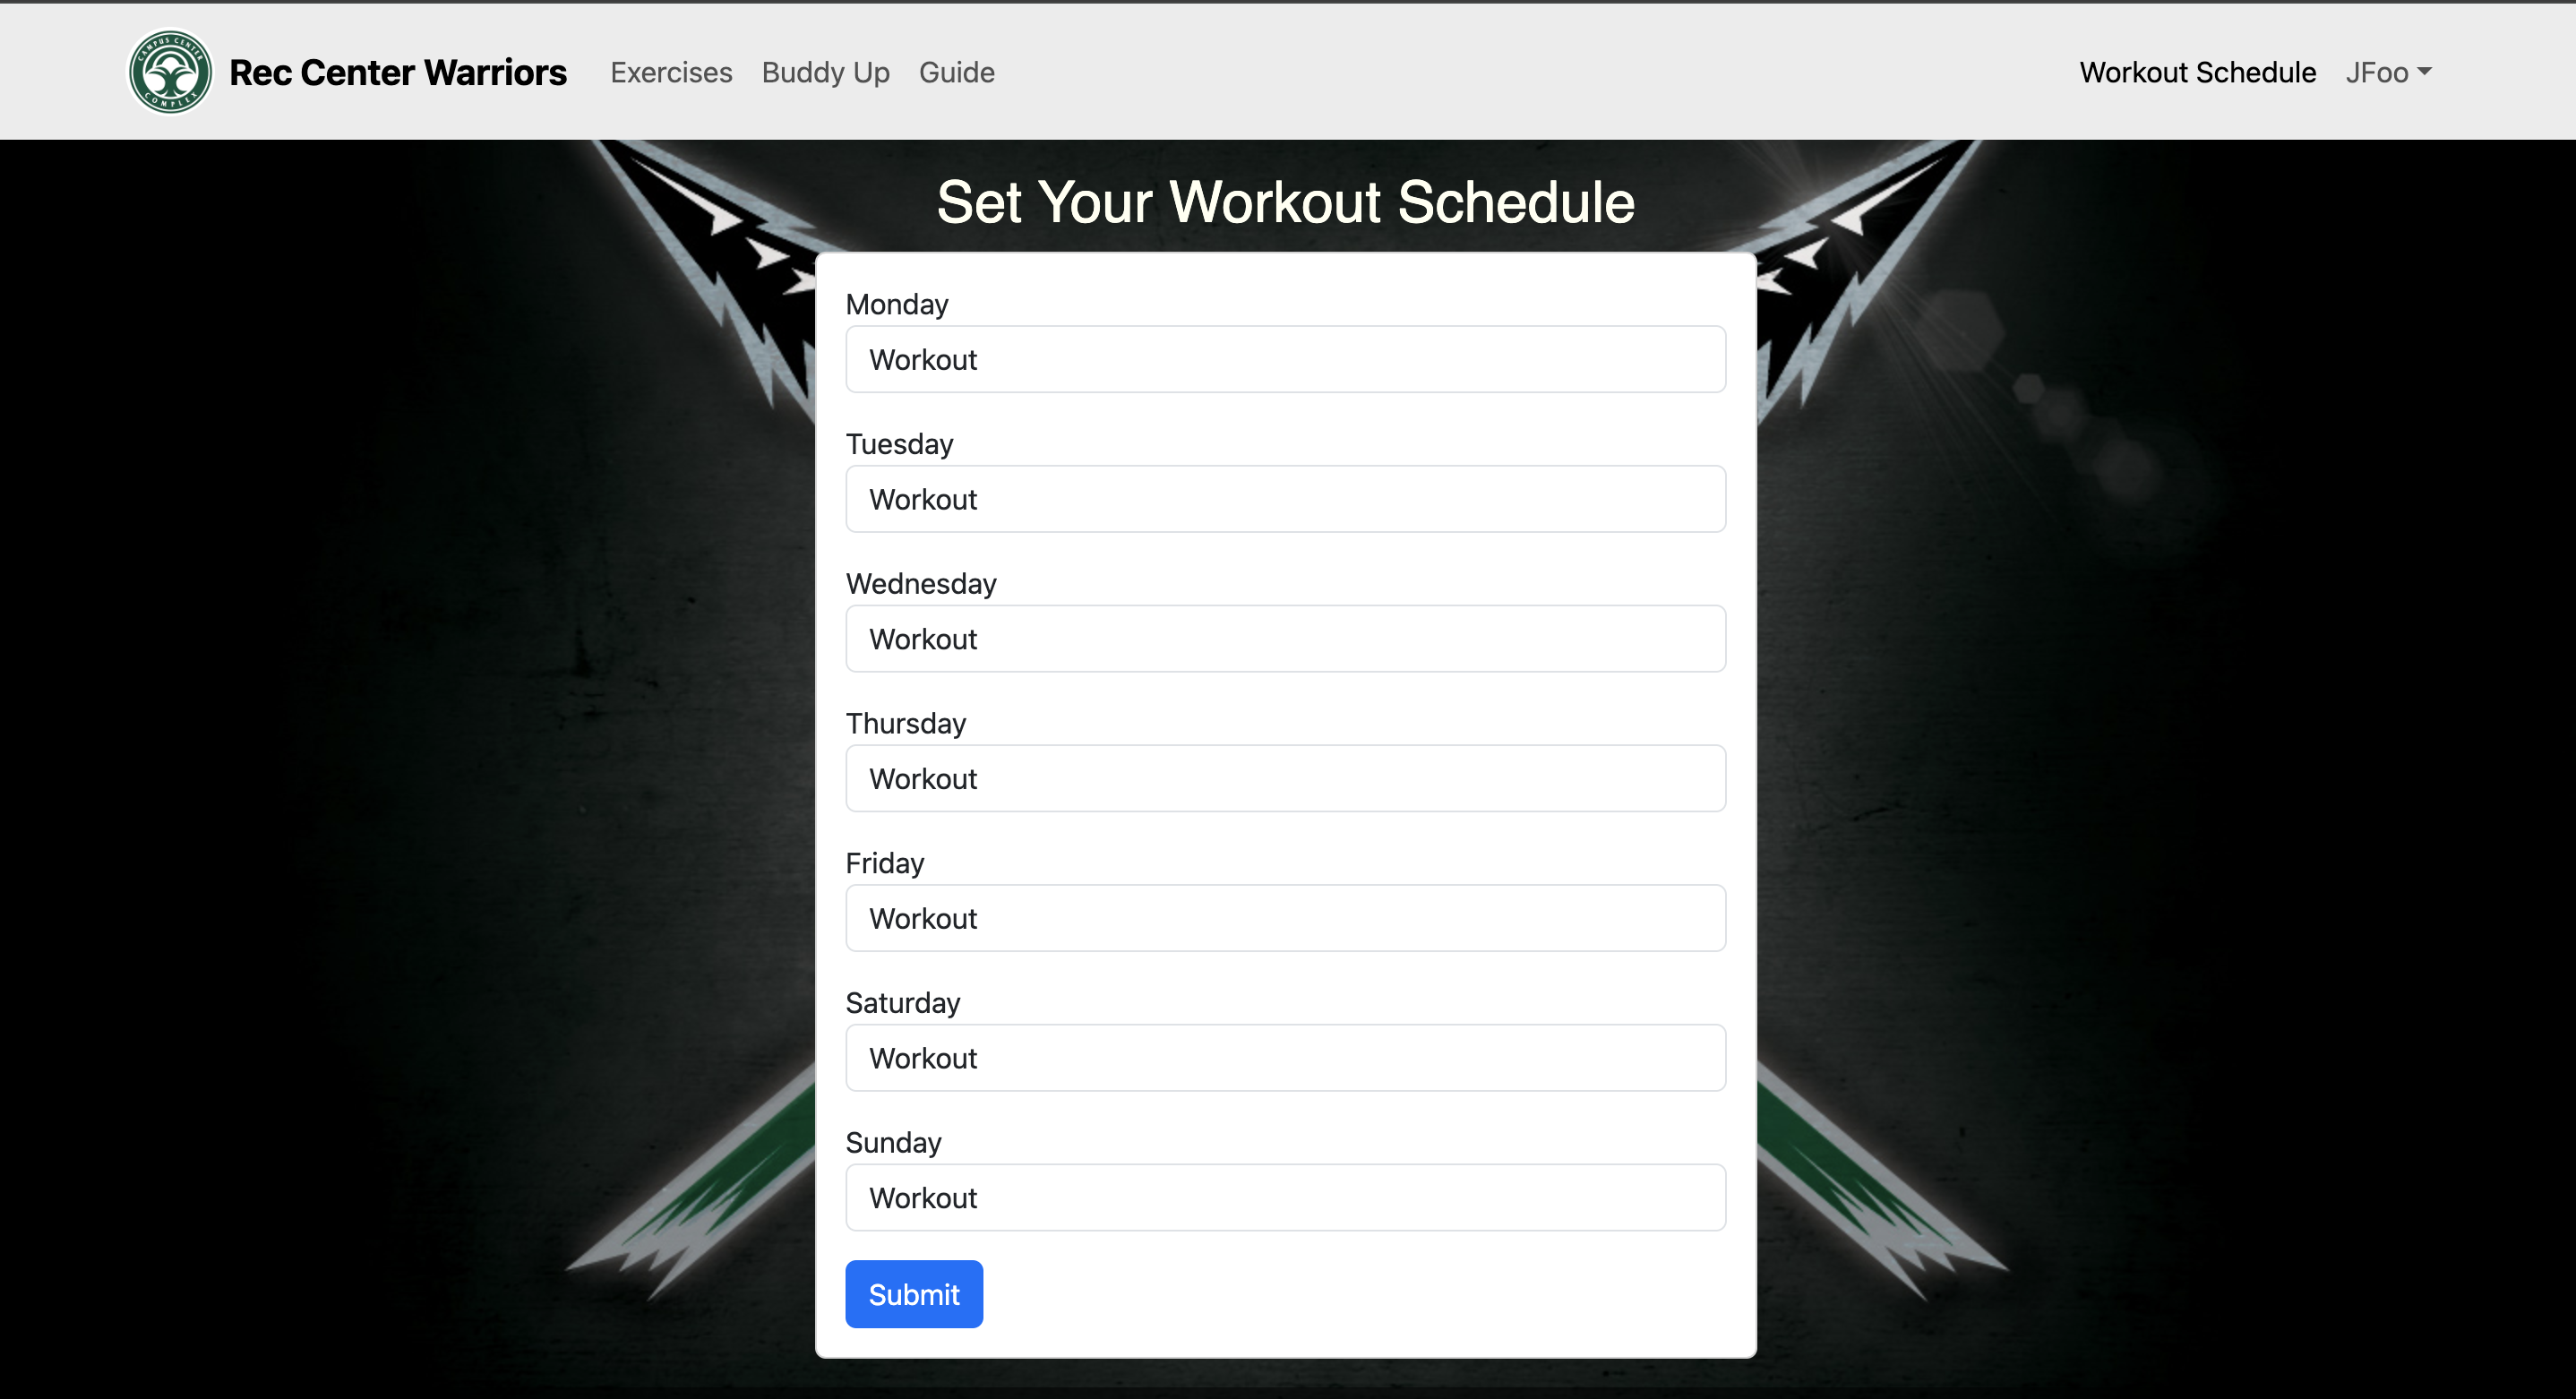 CAMPUS CENTER
COMPLEX
Rec Center Warriors
Exercises
Buddy Up
Guide
Workout Schedule
JFoo
Set Your Workout Schedule
Monday
Workout
Tuesday
Workout
Wednesday
Workout
Thursday
Workout
Friday
Workout
Saturday
Workout
Sunday
Workout
Submit